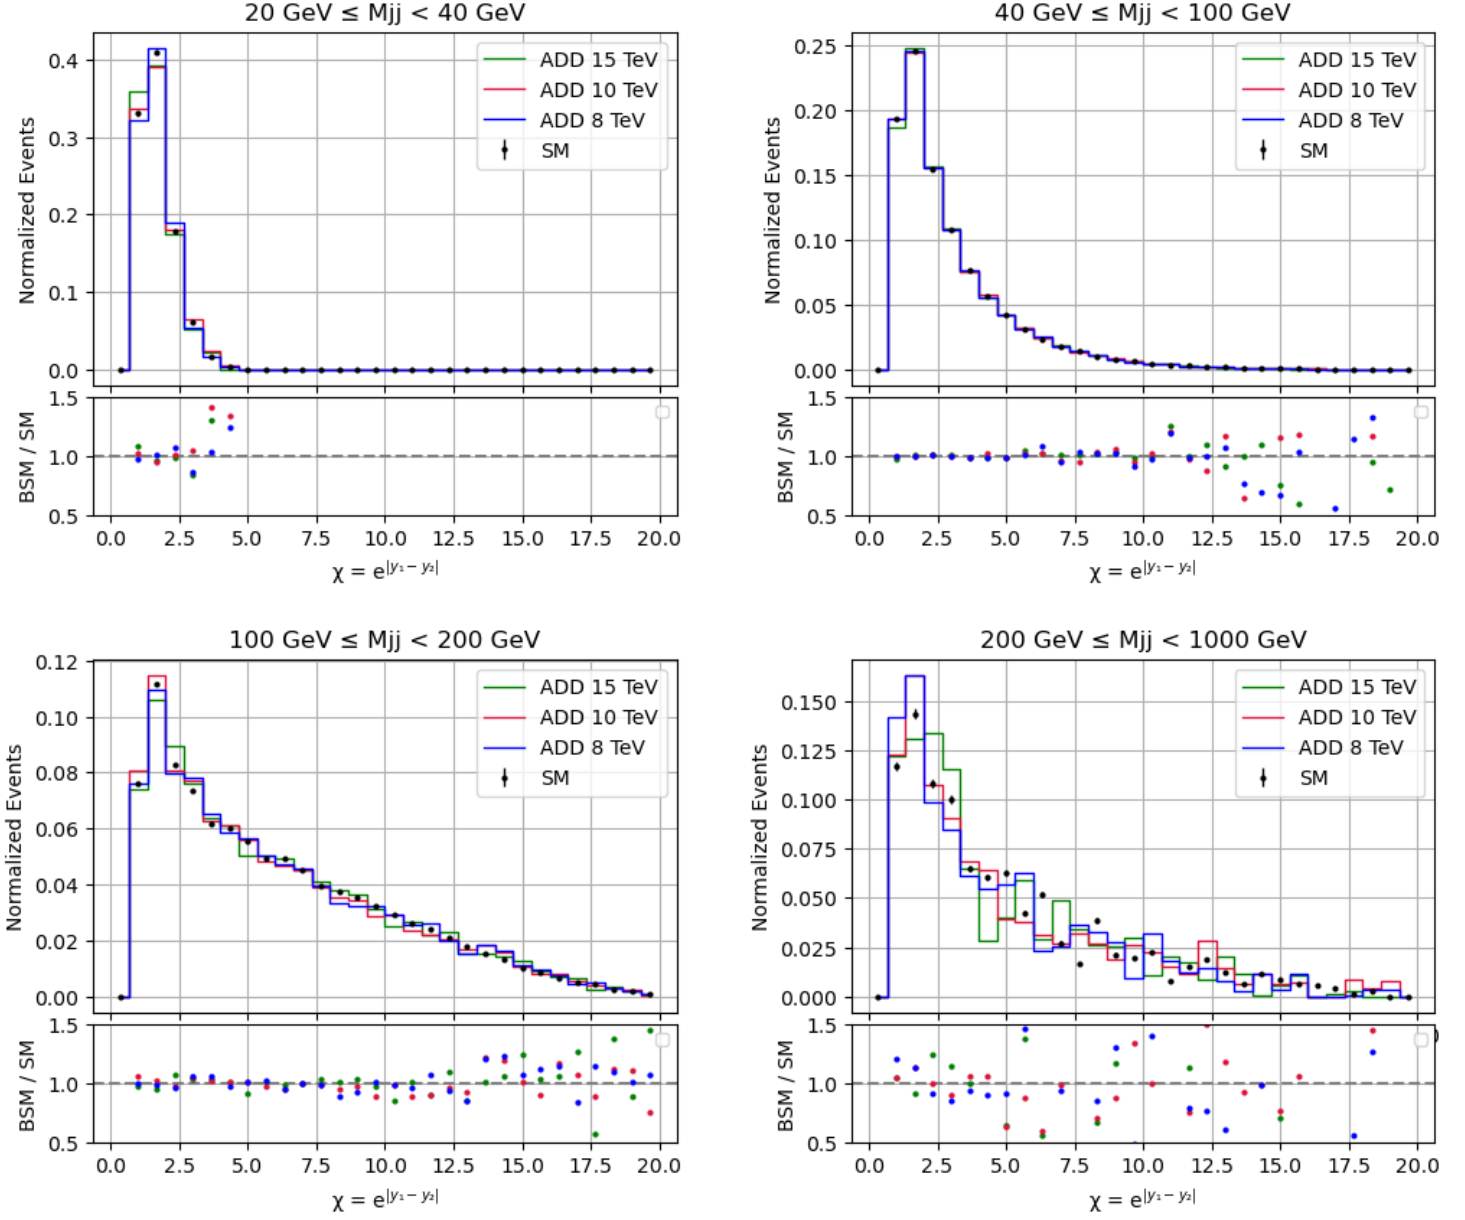 20 GeV ≤ Mjj < 40 GeV
Normalized Events
0.4
0.3
0.2
0.1
0.0
ADD 15 TeV
ADD 10 TeV
ADD 8 TeV
SM
BSM / SM
1.5
1.0
0.5
0.0 2.5 5.0 7.5 10.0 12.5 15.0 17.5 20.0
χ = e|y₁− y₂|
40 GeV ≤ Mjj < 100 GeV
Normalized Events
0.25
0.20
0.15
0.10
0.05
0.00
ADD 15 TeV
ADD 10 TeV
ADD 8 TeV
SM
BSM / SM
1.5
1.0
0.5
0.0 2.5 5.0 7.5 10.0 12.5 15.0 17.5 20.0
χ = e|y₁− y₂|
100 GeV ≤ Mjj < 200 GeV
Normalized Events
0.12
0.10
0.08
0.06
0.04
0.02
0.00
ADD 15 TeV
ADD 10 TeV
ADD 8 TeV
SM
BSM / SM
1.5
1.0
0.5
0.0 2.5 5.0 7.5 10.0 12.5 15.0 17.5 20.0
χ = e|y₁− y₂|
200 GeV ≤ Mjj < 1000 GeV
Normalized Events
0.150
0.125
0.100
0.075
0.050
0.025
0.000
ADD 15 TeV
ADD 10 TeV
ADD 8 TeV
SM
BSM / SM
1.5
1.0
0.5
0.0 2.5 5.0 7.5 10.0 12.5 15.0 17.5 20.0
χ = e|y₁− y₂|